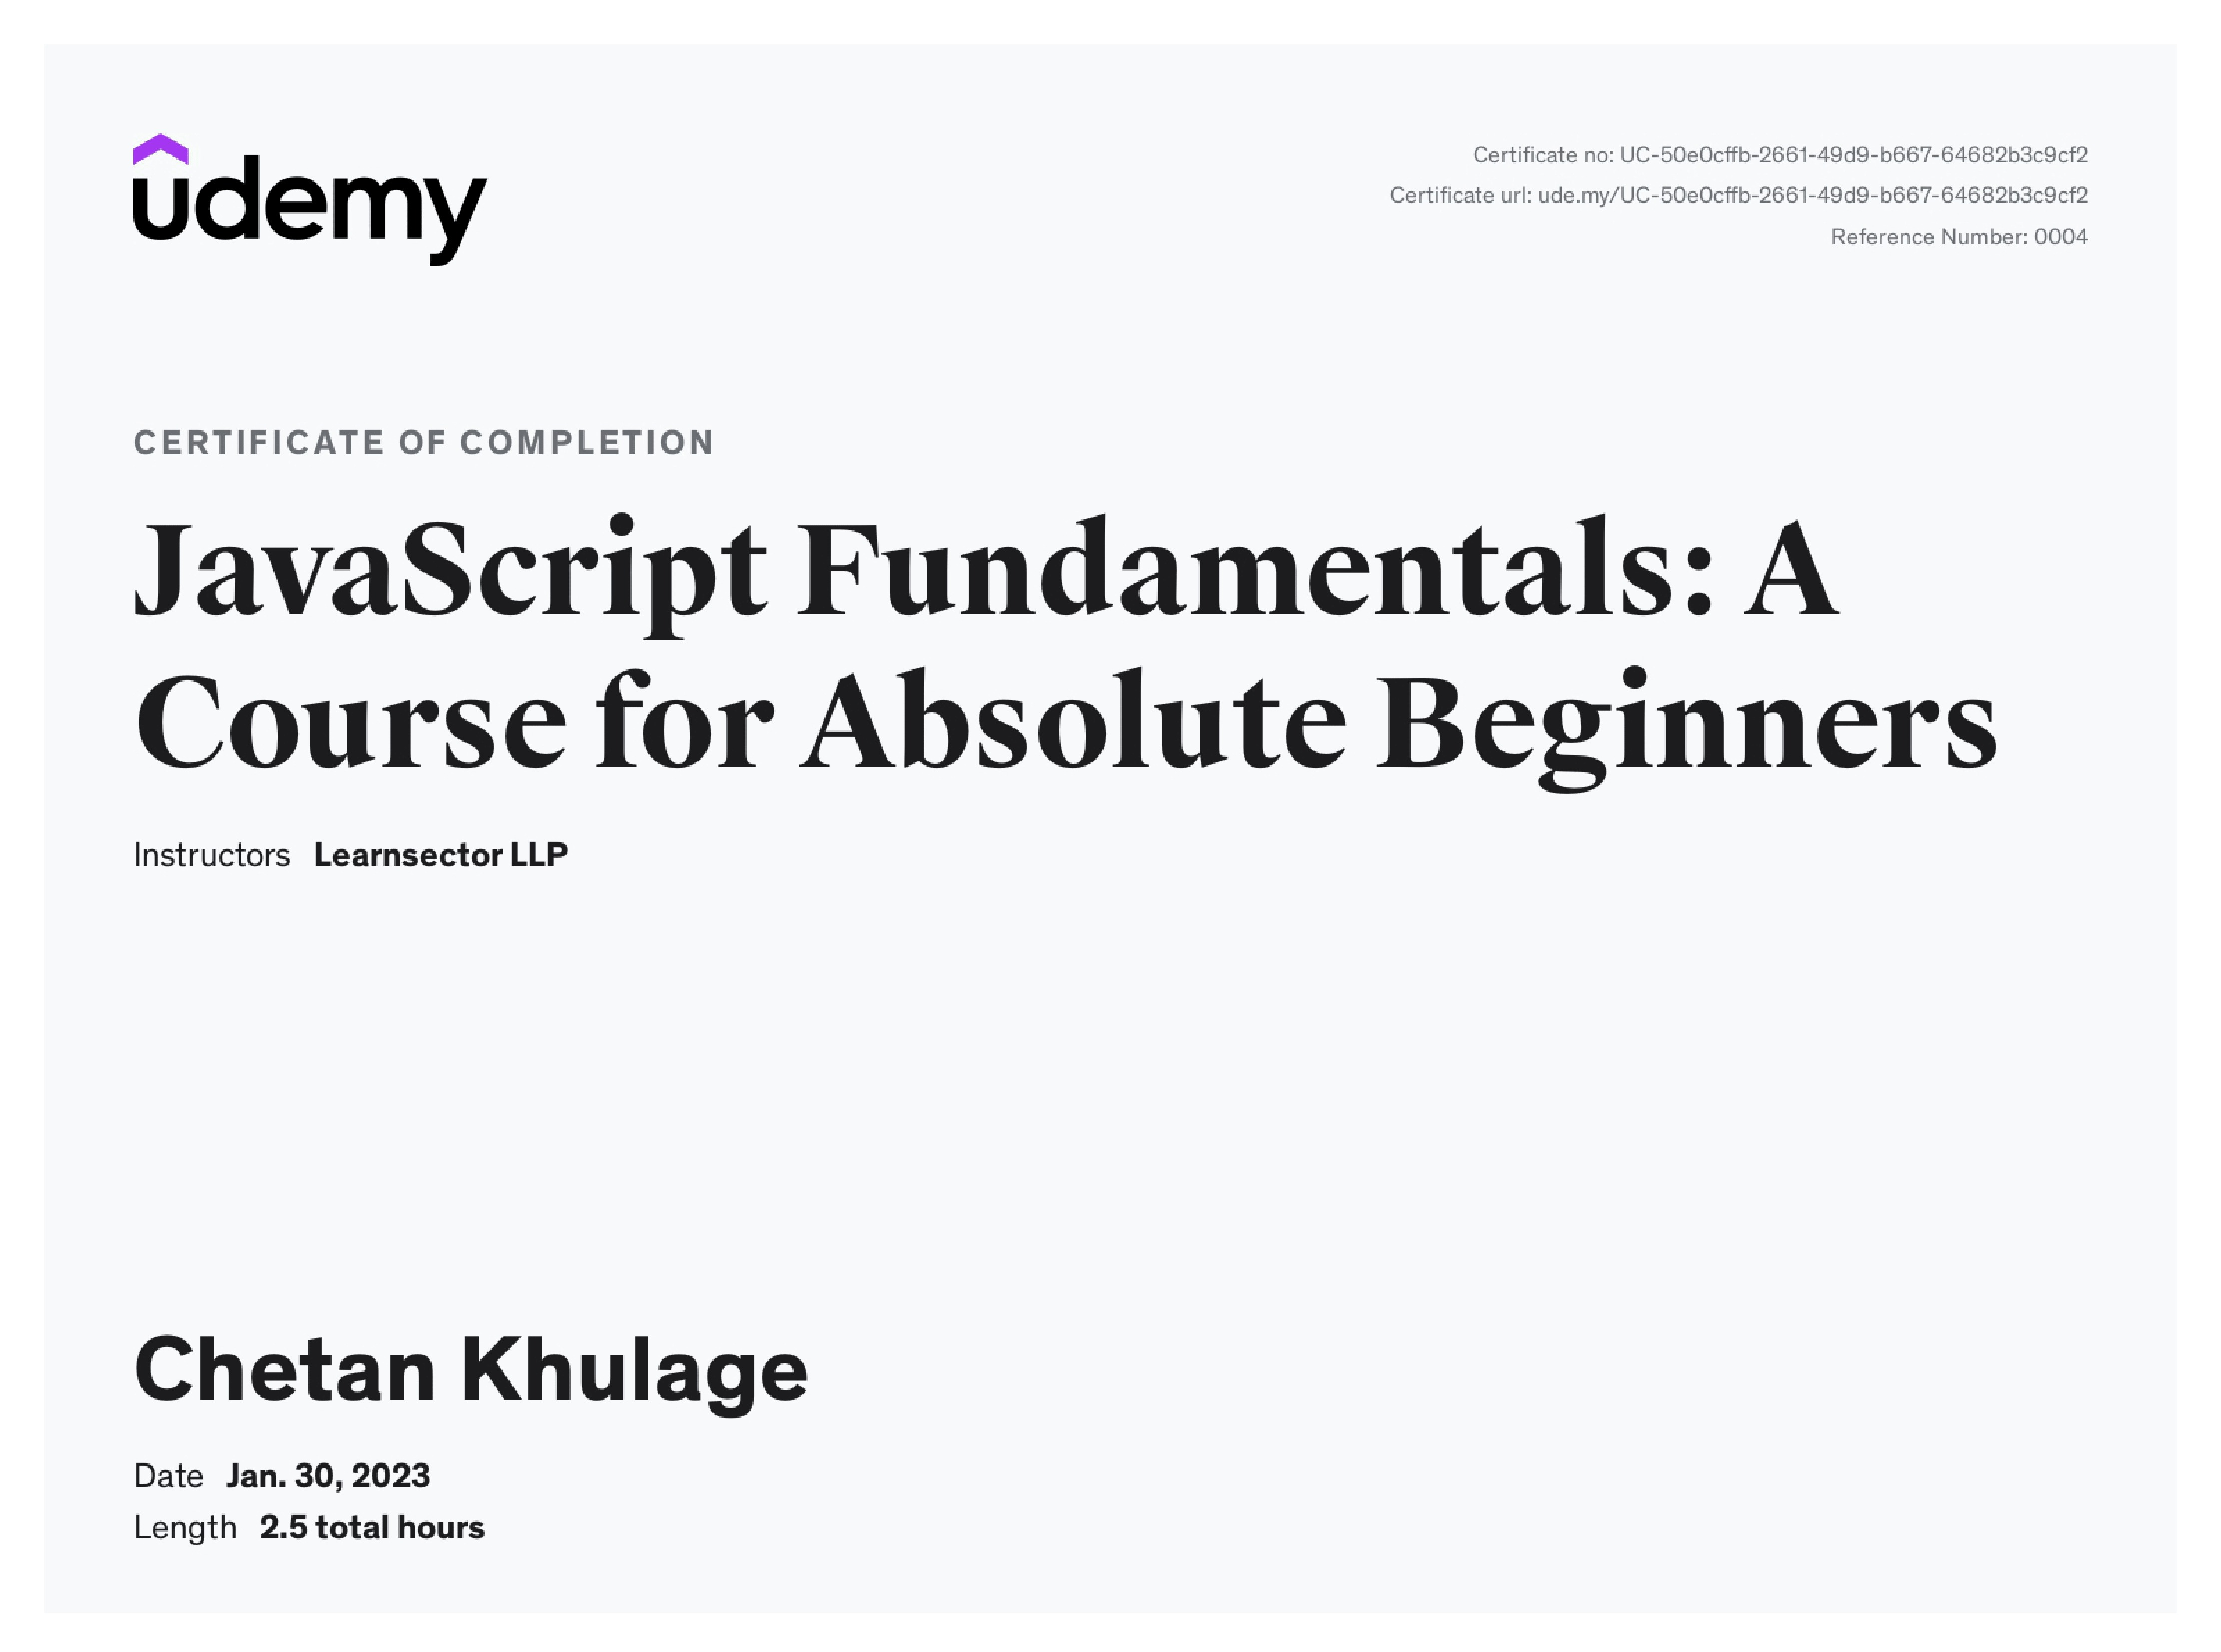 udemy
Certificate no: UC-50e0cffb-2661-49d9-b667-64682b3c9cf2
Certificate url: ude.my/UC-50e0cffb-2661-49d9-b667-64682b3c9cf2
Reference Number: 0004
CERTIFICATE OF COMPLETION
JavaScript Fundamentals: A
Course for Absolute Beginners
Instructors Learnsector LLP
Chetan Khulage
Date Jan. 30, 2023
Length 2.5 total hours